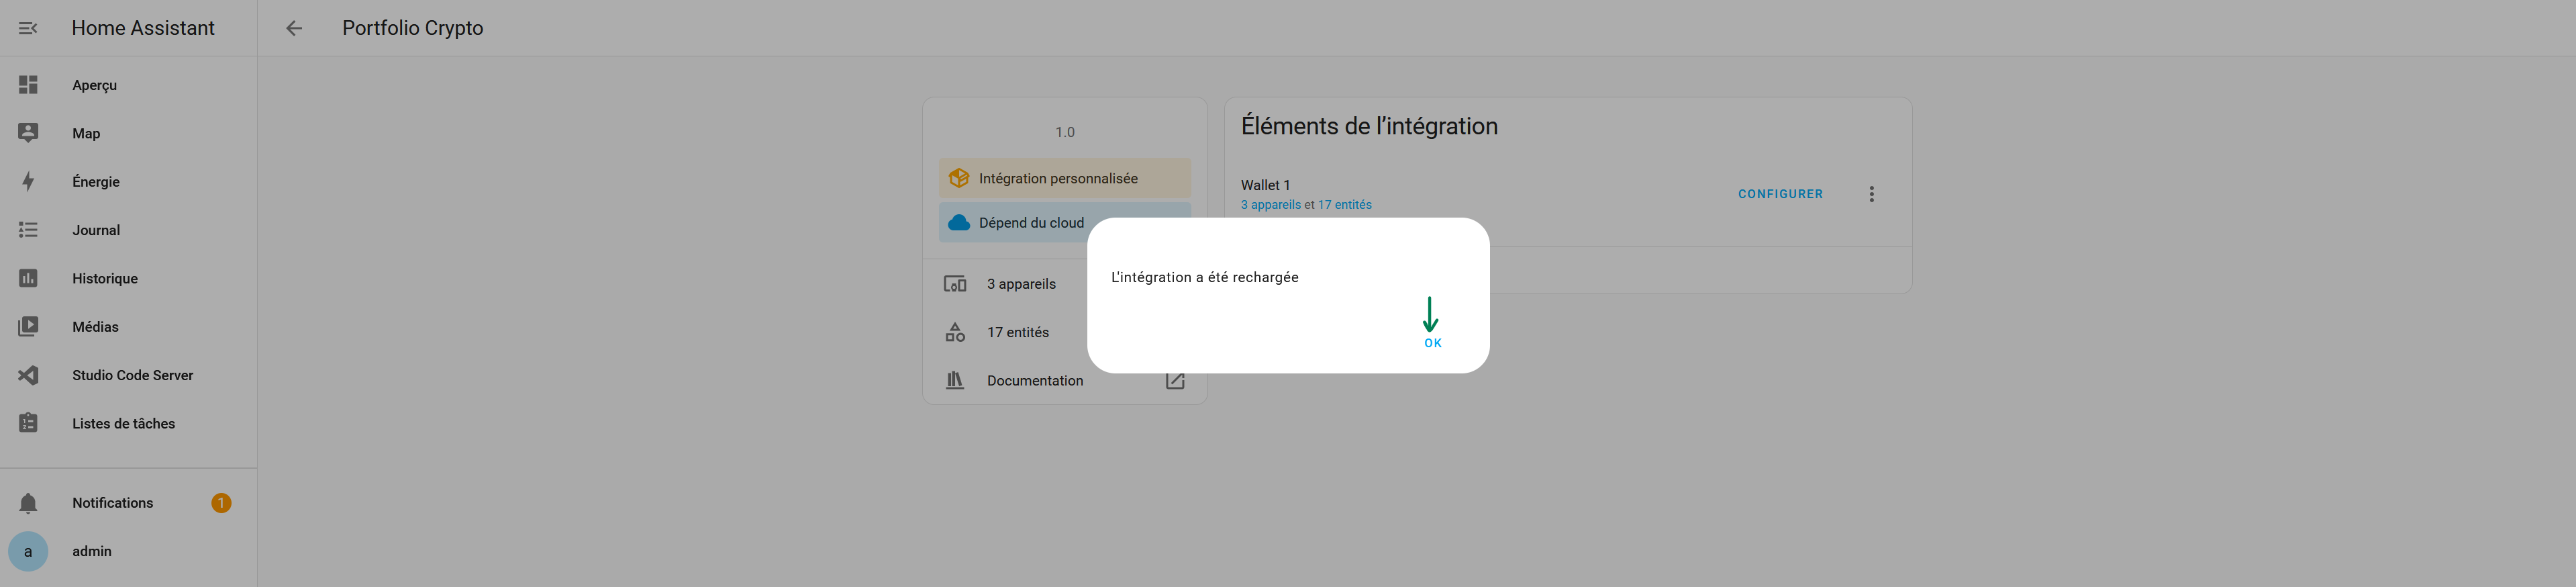 Home Assistant
Portfolio Crypto
Aperçu
Map
Énergie
Journal
Historique
Médias
Studio Code Server
Listes de tâches
Notifications
1
a
admin
1.0
Intégration personnalisée
Dépend du cloud
3 appareils
17 entités
Documentation
Éléments de l’intégration
Wallet 1
3 appareils et 17 entités
CONFIGURER
L'intégration a été rechargée
OK